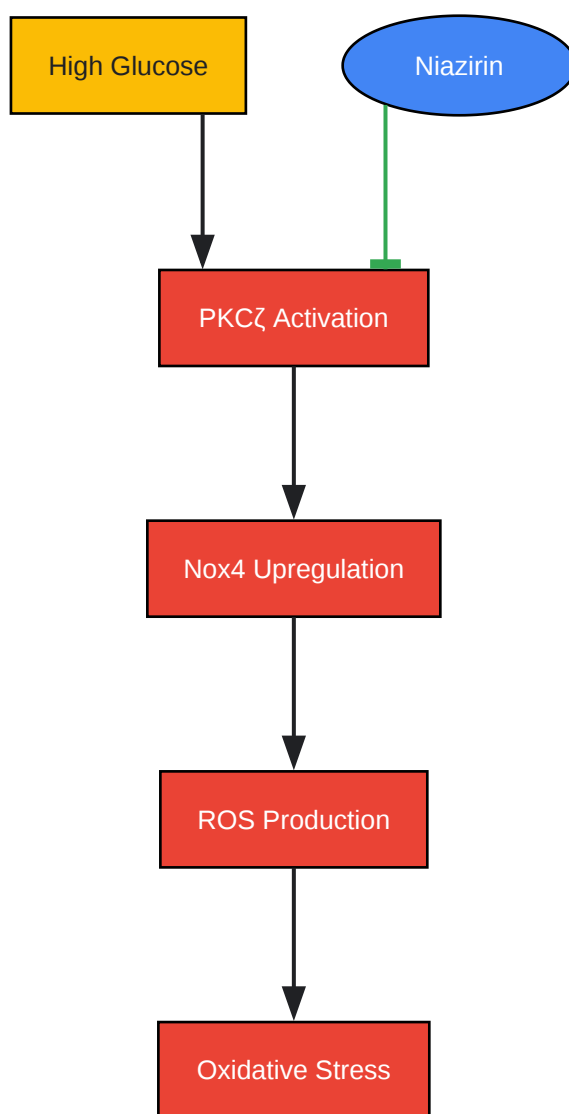 High Glucose
Niazirin
PKCζ Activation
Nox4 Upregulation
ROS Production
Oxidative Stress